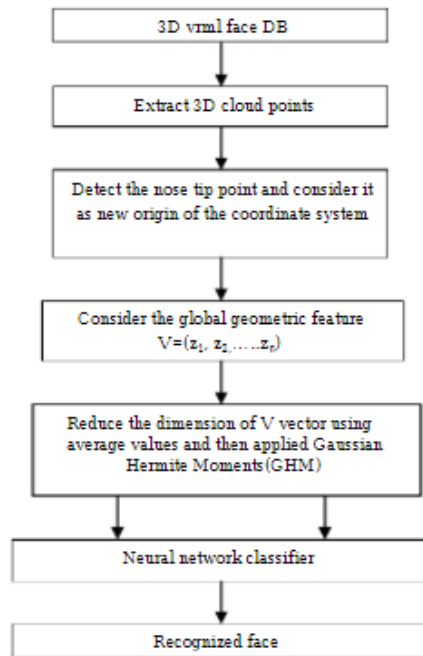 3D vrml face DB
Extract 3D cloud points
Detect the nose tip point and consider it
as new origin of the coordinate system
Consider the global geometric feature
V=(z₁, z₂,…..zₙ)
Reduce the dimension of V vector using
average values and then applied Gaussian
Hermite Moments(GHM)
Neural network classifier
Recognized face